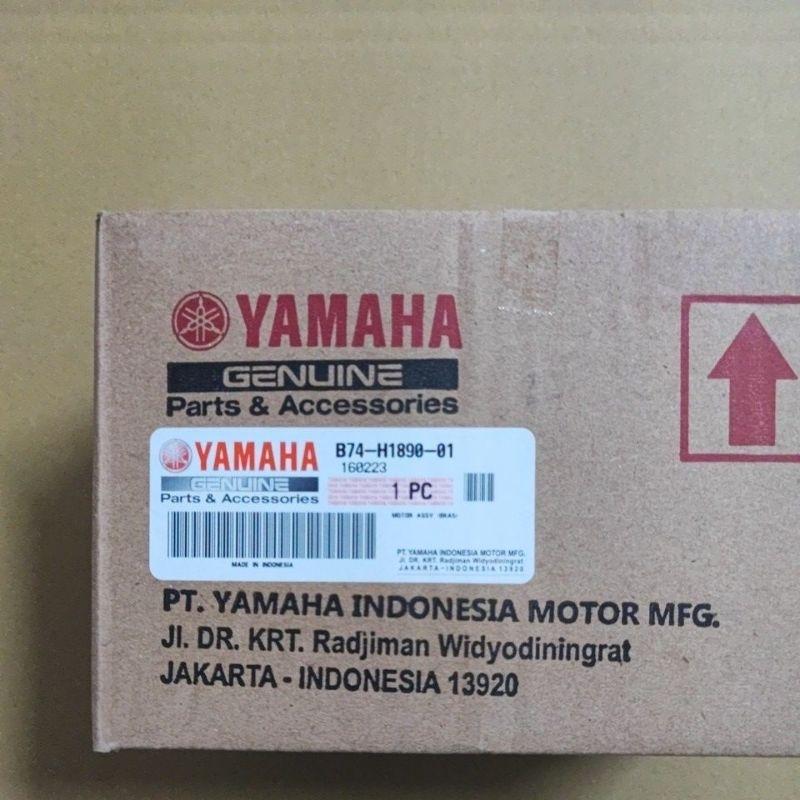 YAMAHA
GENUINE
Parts & Accessories
YAMAHA
GENUINE
Parts & Accessories
B74-H1890-01
160223
1 PC
MOTOR ASSY
MADE IN INDONESIA
PT. YAMAHA INDONESIA MOTOR MFG.
Jl. DR. KRT. Radjiman Widyodiningrat
JAKARTA - INDONESIA 13920
PT. YAMAHA INDONESIA MOTOR MFG.
Jl. DR. KRT. Radjiman Widyodiningrat
JAKARTA - INDONESIA 13920